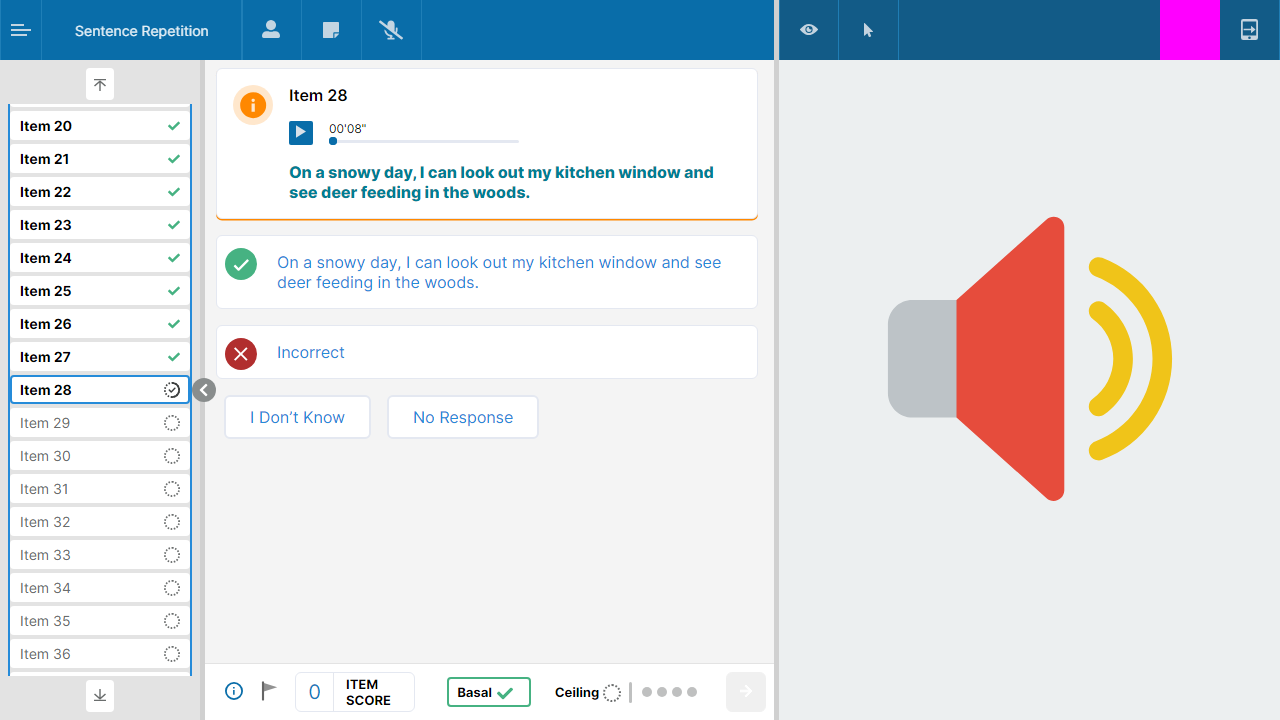 Sentence Repetition
Item 20
Item 21
Item 22
Item 23
Item 24
Item 25
Item 26
Item 27
Item 28
Item 29
Item 30
Item 31
Item 32
Item 33
Item 34
Item 35
Item 36
Item 28
00'08"
On a snowy day, I can look out my kitchen window and
see deer feeding in the woods.
On a snowy day, I can look out my kitchen window and see
deer feeding in the woods.
Incorrect
I Don’t Know
No Response
0
ITEM
SCORE
Basal
Ceiling